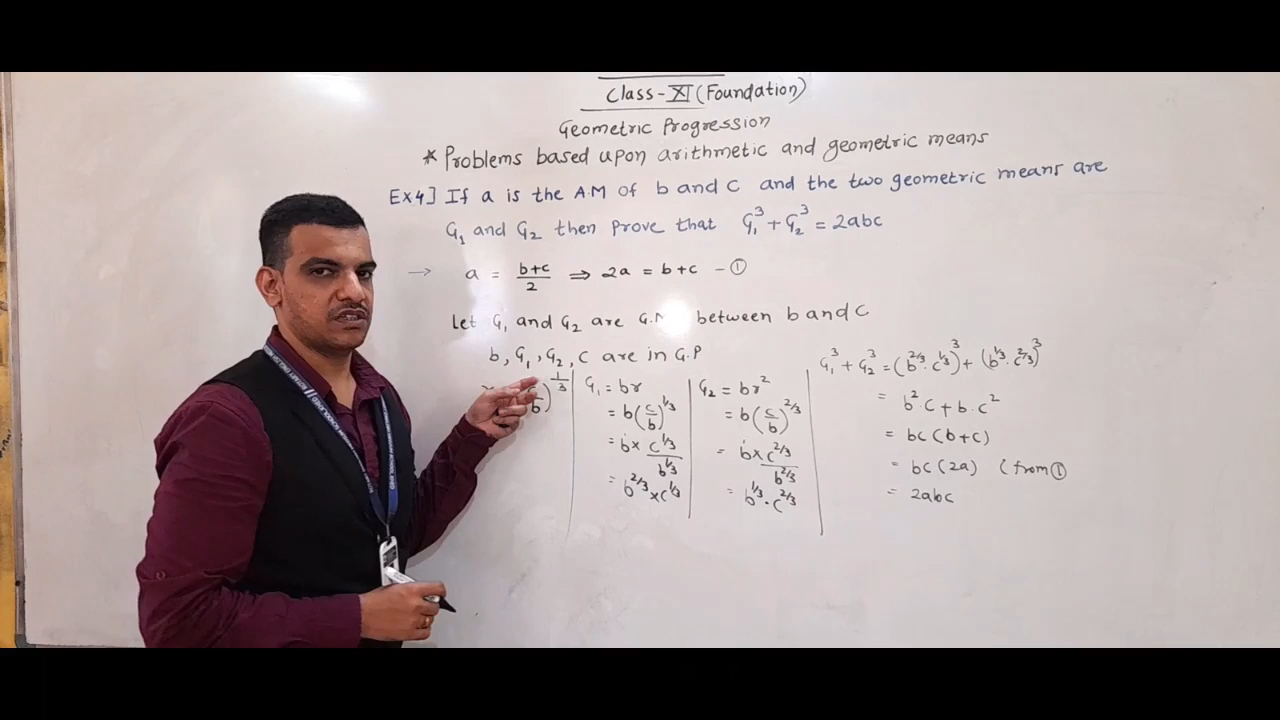 Class-XI (Foundation)
Geometric Progression
* Problems based upon arithmetic and geometric means
Ex4] If a is the A.M of b and c and the two geometric means are
G₁ and G₂ then prove that G₁³ + G₂³ = 2abc
→ a = (b+c)/2 ⇒ 2a = b+c - ①
Let G₁ and G₂ are G.M between b and c
b, G₁, G₂, c are in G.P
b)^(1/3)
G₁ = br
= b(c/b)^(1/3)
= b × c^(1/3)/b^(1/3)
= b^(2/3) × c^(1/3)
G₂ = br²
= b(c/b)^(2/3)
= b × c^(2/3)/b^(2/3)
= b^(1/3) · c^(2/3)
G₁³ + G₂³ = (b^(2/3) · c^(1/3))³ + (b^(1/3) · c^(2/3))³
= b² · c + b · c²
= bc (b+c)
= bc (2a) (from ①
= 2abc